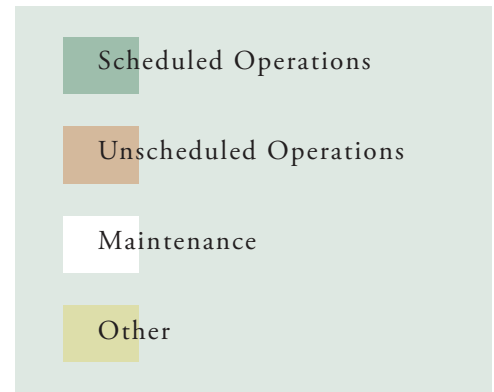 Scheduled Operations
Unscheduled Operations
Maintenance
Other